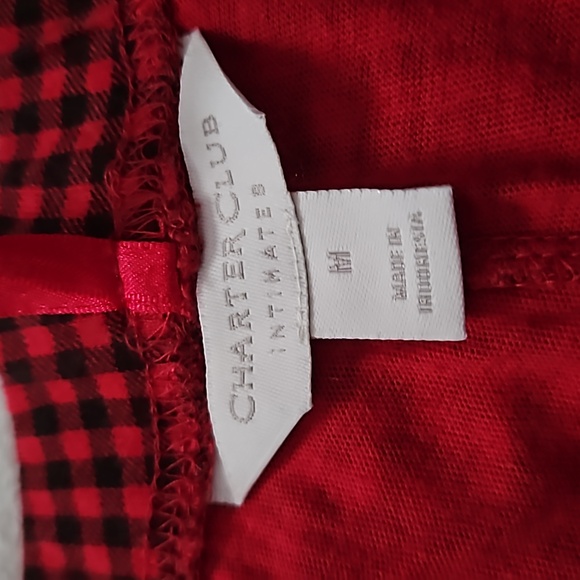 CHARTER CLUB
INTIMATES
M
MADE IN
INDONESIA